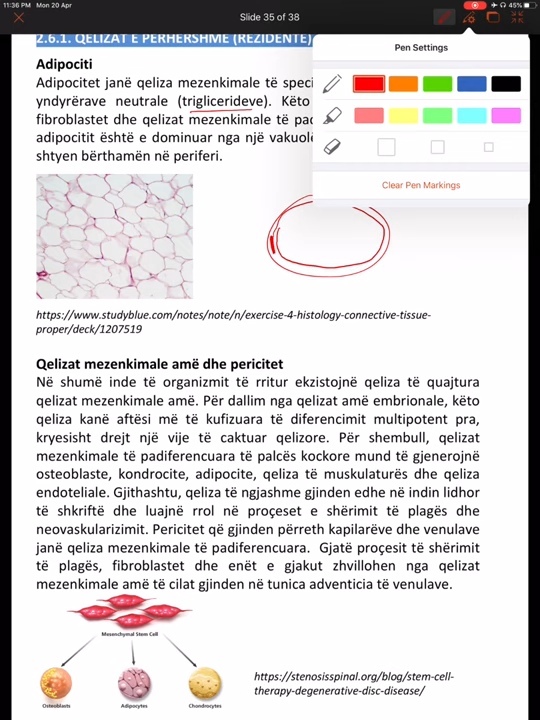 11:36 PM Mon 20 Apr
45%
Slide 35 of 38
Pen Settings
Clear Pen Markings
2.6.1. QELIZAT E PËRHERSHME (REZIDENTE)
Adipociti
Adipocitet janë qeliza mezenkimale të speci
yndyrërave neutrale (triglicerideve). Këto
fibroblastet dhe qelizat mezenkimale të pad
adipocitit është e dominuar nga një vakuol
shtyen bërthamën në periferi.
https://www.studyblue.com/notes/note/n/exercise-4-histology-connective-tissue-
proper/deck/1207519
Qelizat mezenkimale amë dhe pericitet
Në shumë inde të organizmit të rritur ekzistojnë qeliza të quajtura
qelizat mezenkimale amë. Për dallim nga qelizat amë embrionale, këto
qeliza kanë aftësi më të kufizuara të diferencimit multipotent pra,
kryesisht drejt një vije të caktuar qelizore. Për shembull, qelizat
mezenkimale të padiferencuara të palcës kockore mund të gjenerojnë
osteoblaste, kondrocite, adipocite, qeliza të muskulaturës dhe qeliza
endoteliale. Gjithashtu, qeliza të ngjashme gjinden edhe në indin lidhor
të shkriftë dhe luajnë rrol në proçeset e shërimit të plagës dhe
neovaskularizimit. Pericitet që gjinden përreth kapilarëve dhe venulave
janë qeliza mezenkimale të padiferencuara. Gjatë proçesit të shërimit
të plagës, fibroblastet dhe enët e gjakut zhvillohen nga qelizat
mezenkimale amë të cilat gjinden në tunica adventicia të venulave.
Mesenchymal Stem Cell
Osteoblasts
Adipocytes
Chondrocytes
https://stenosisspinal.org/blog/stem-cell-
therapy-degenerative-disc-disease/